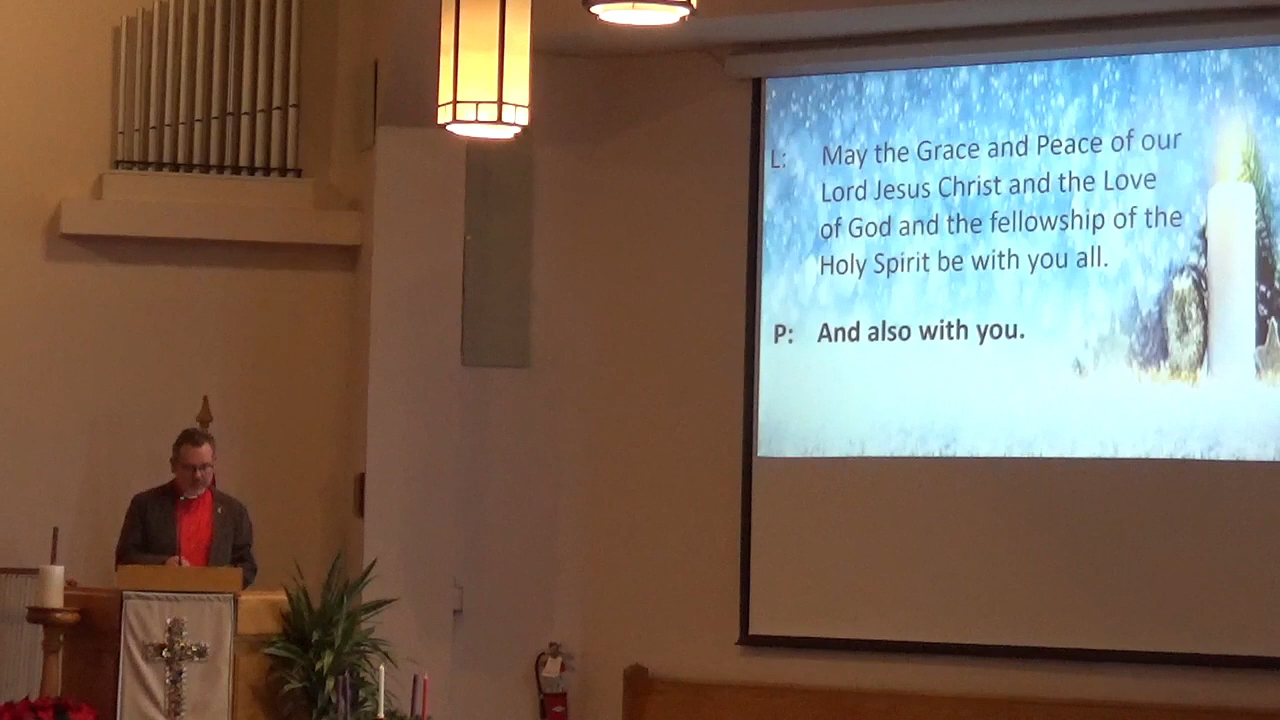 L: May the Grace and Peace of our
Lord Jesus Christ and the Love
of God and the fellowship of the
Holy Spirit be with you all.
P: And also with you.